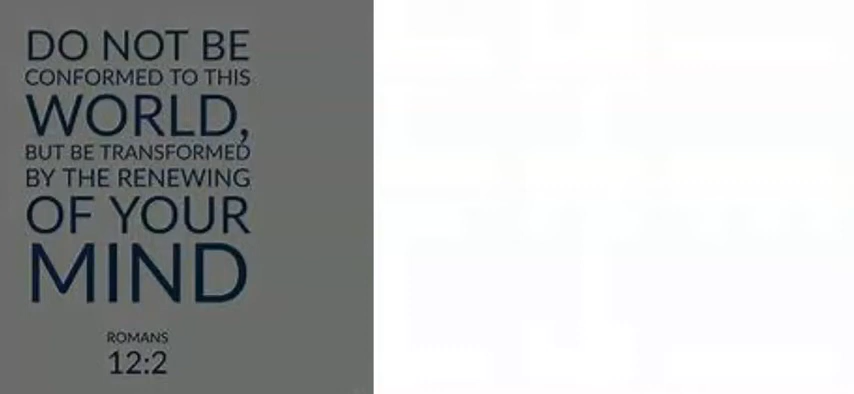 DO NOT BE
CONFORMED TO THIS
WORLD,
BUT BE TRANSFORMED
BY THE RENEWING
OF YOUR
MIND
ROMANS
12:2